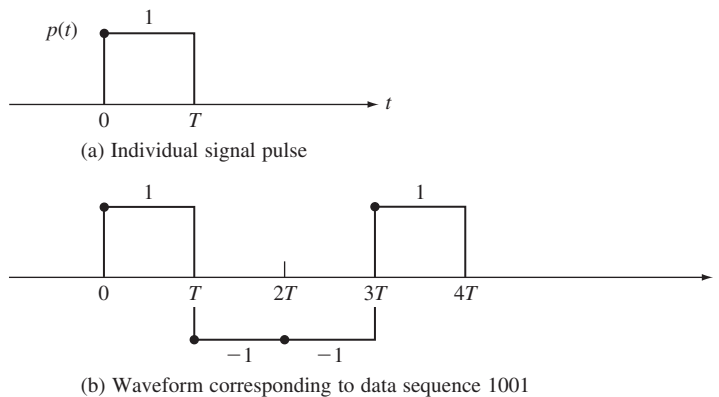 1
p(t)
t
0 T
(a) Individual signal pulse
1 1
0 T 2T 3T 4T
−1 −1
(b) Waveform corresponding to data sequence 1001